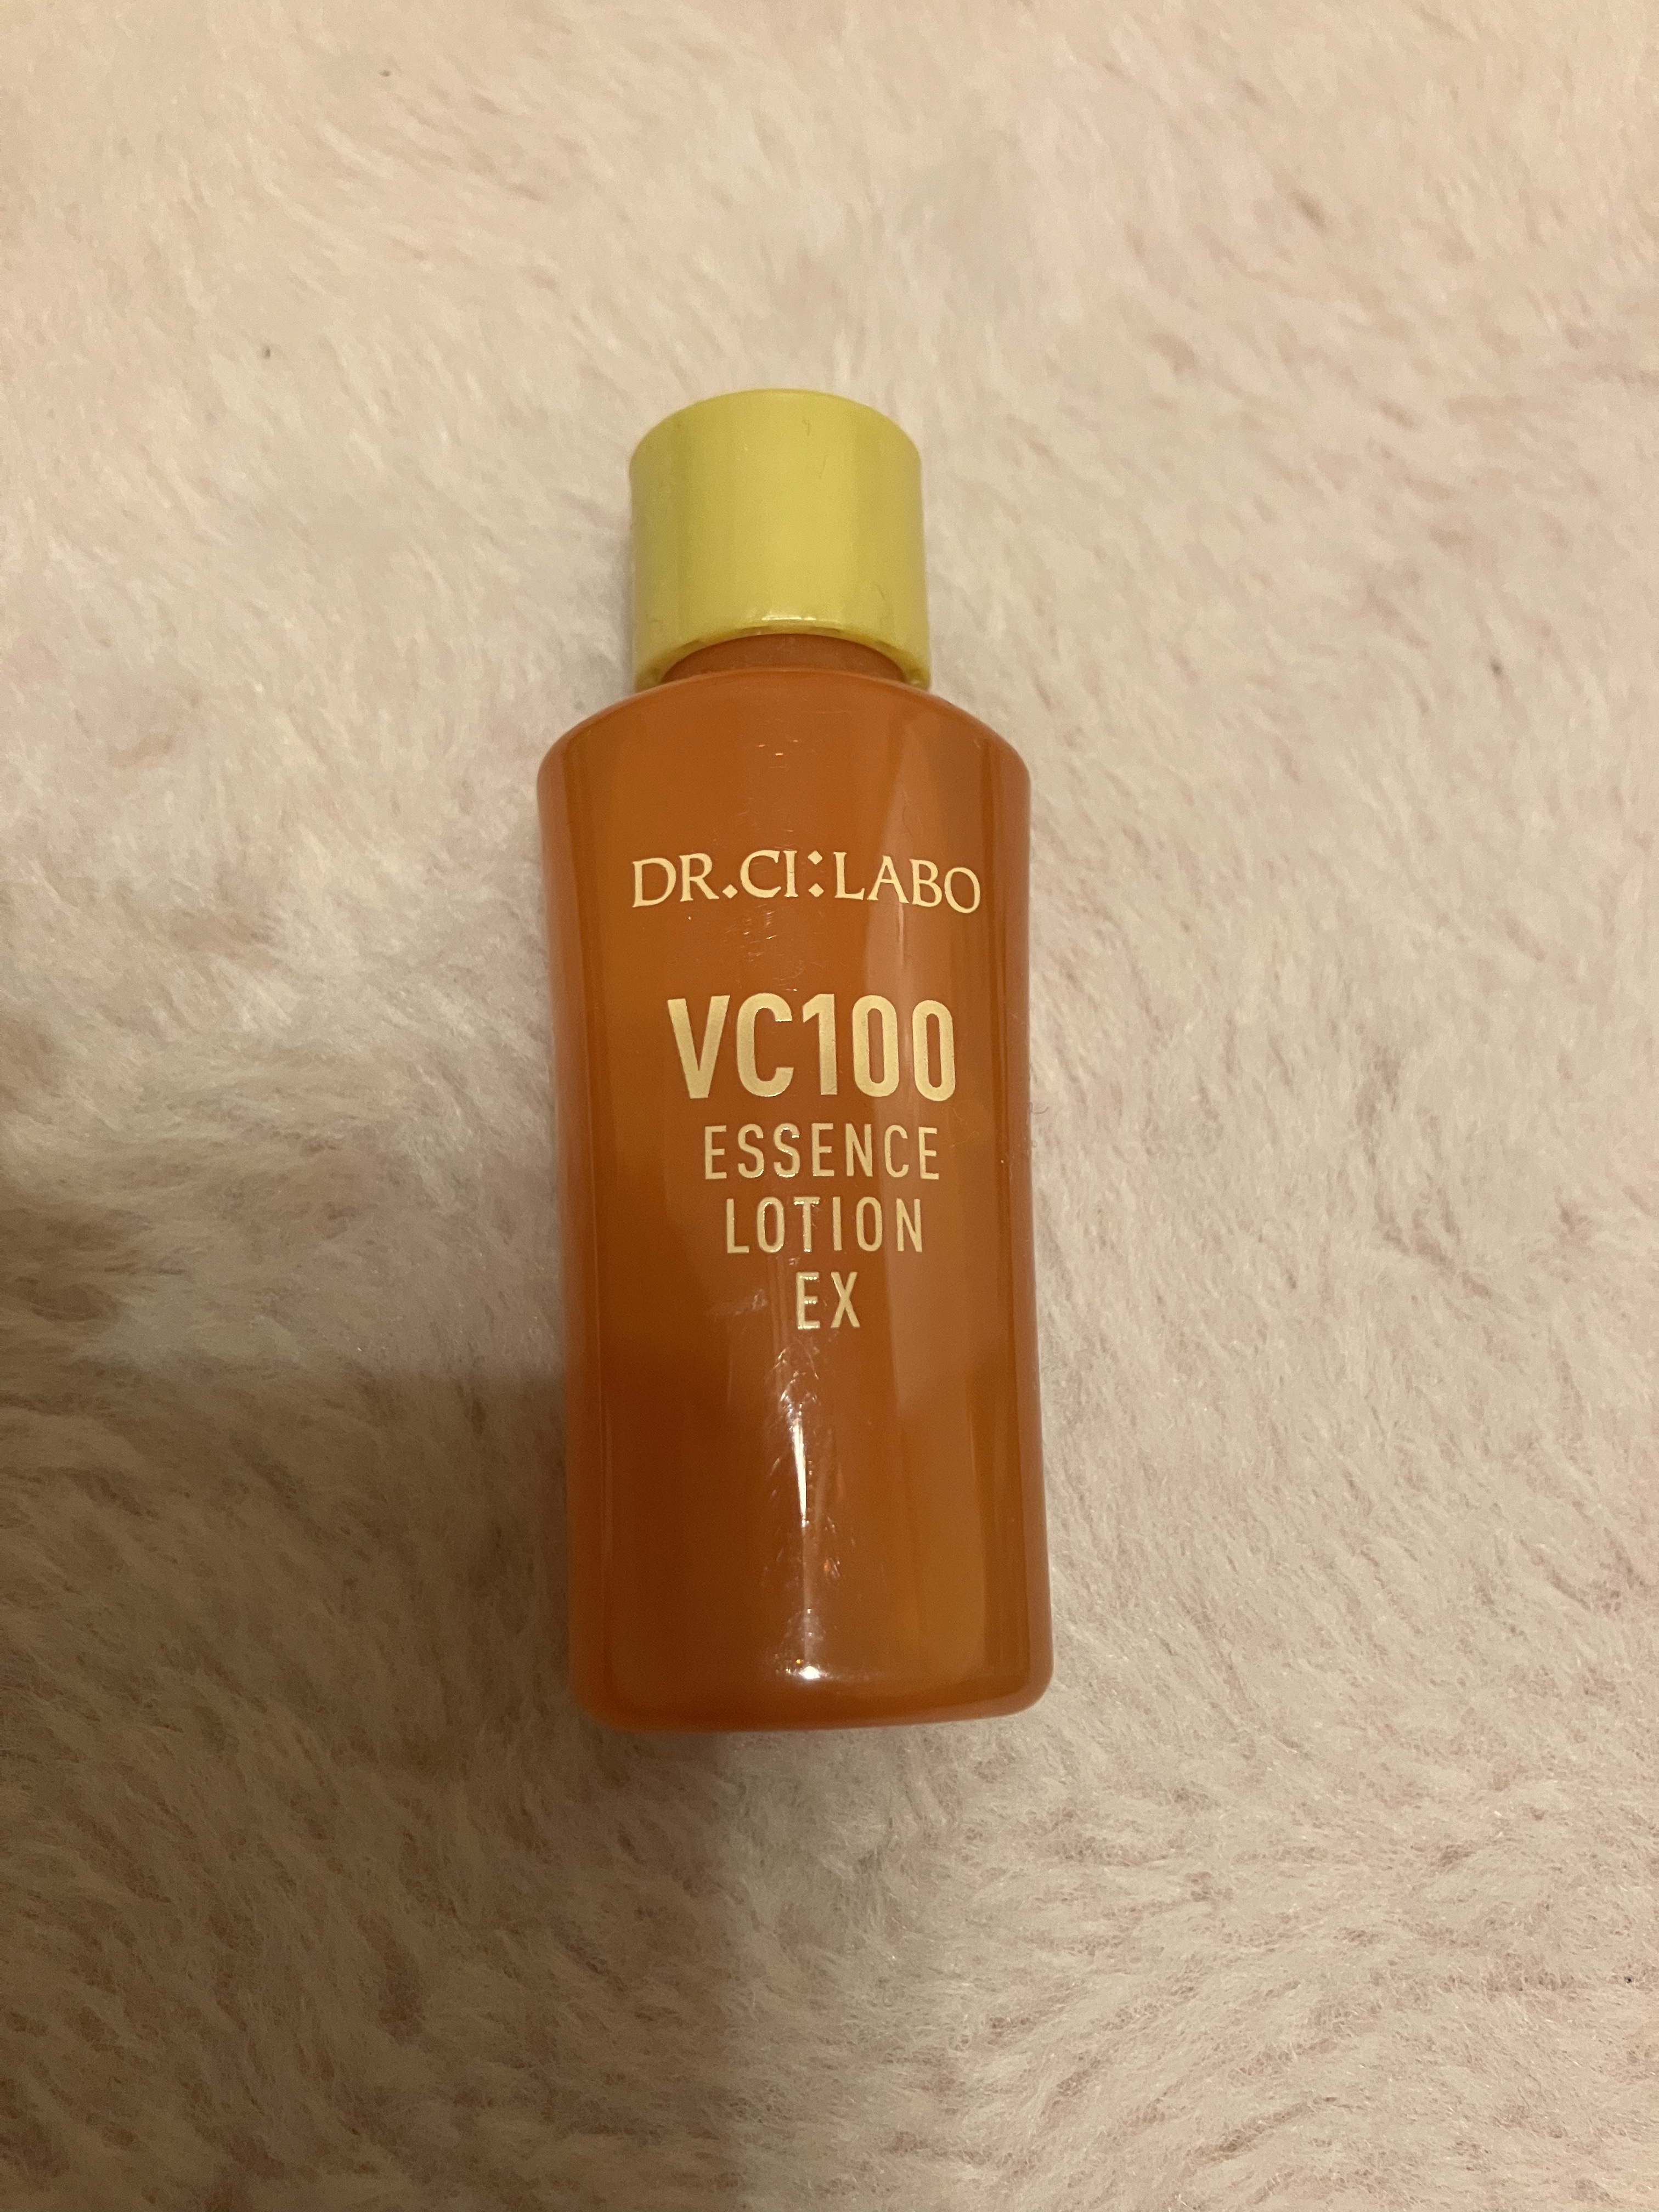 DR.CI:LABO
VC100
ESSENCE
LOTION
EX